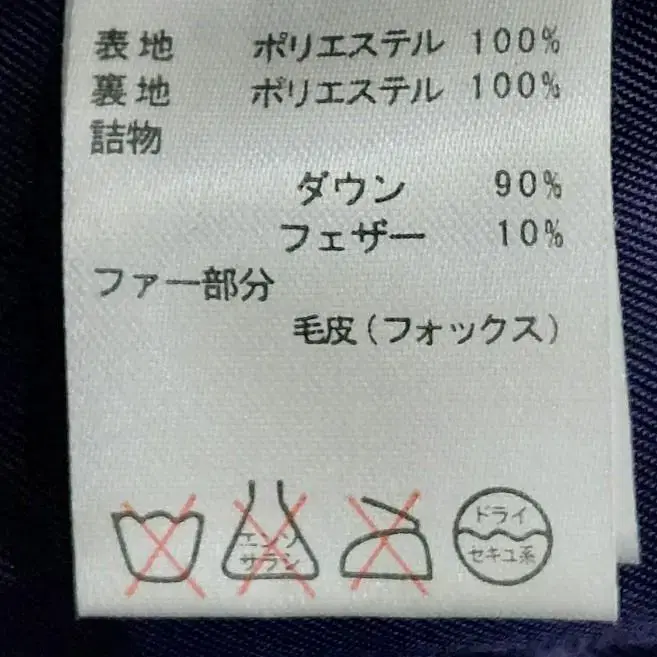 表地 ポリエステル 100%
裏地 ポリエステル 100%
詰物
ダウン 90%
フェザー 10%
ファー部分
毛皮(フォックス)
エンソ
サラシ
ドライ
セキユ系